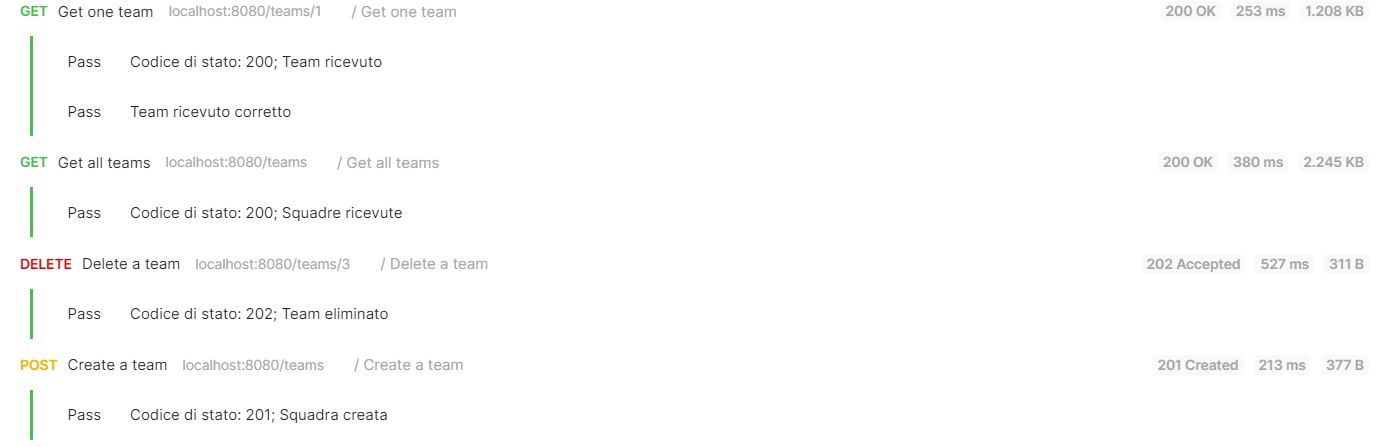 GET Get one team localhost:8080/teams/1 / Get one team 200 OK 253 ms 1.208 KB
Pass Codice di stato: 200; Team ricevuto
Pass Team ricevuto corretto
GET Get all teams localhost:8080/teams / Get all teams 200 OK 380 ms 2.245 KB
Pass Codice di stato: 200; Squadre ricevute
DELETE Delete a team localhost:8080/teams/3 / Delete a team 202 Accepted 527 ms 311 B
Pass Codice di stato: 202; Team eliminato
POST Create a team localhost:8080/teams / Create a team 201 Created 213 ms 377 B
Pass Codice di stato: 201; Squadra creata